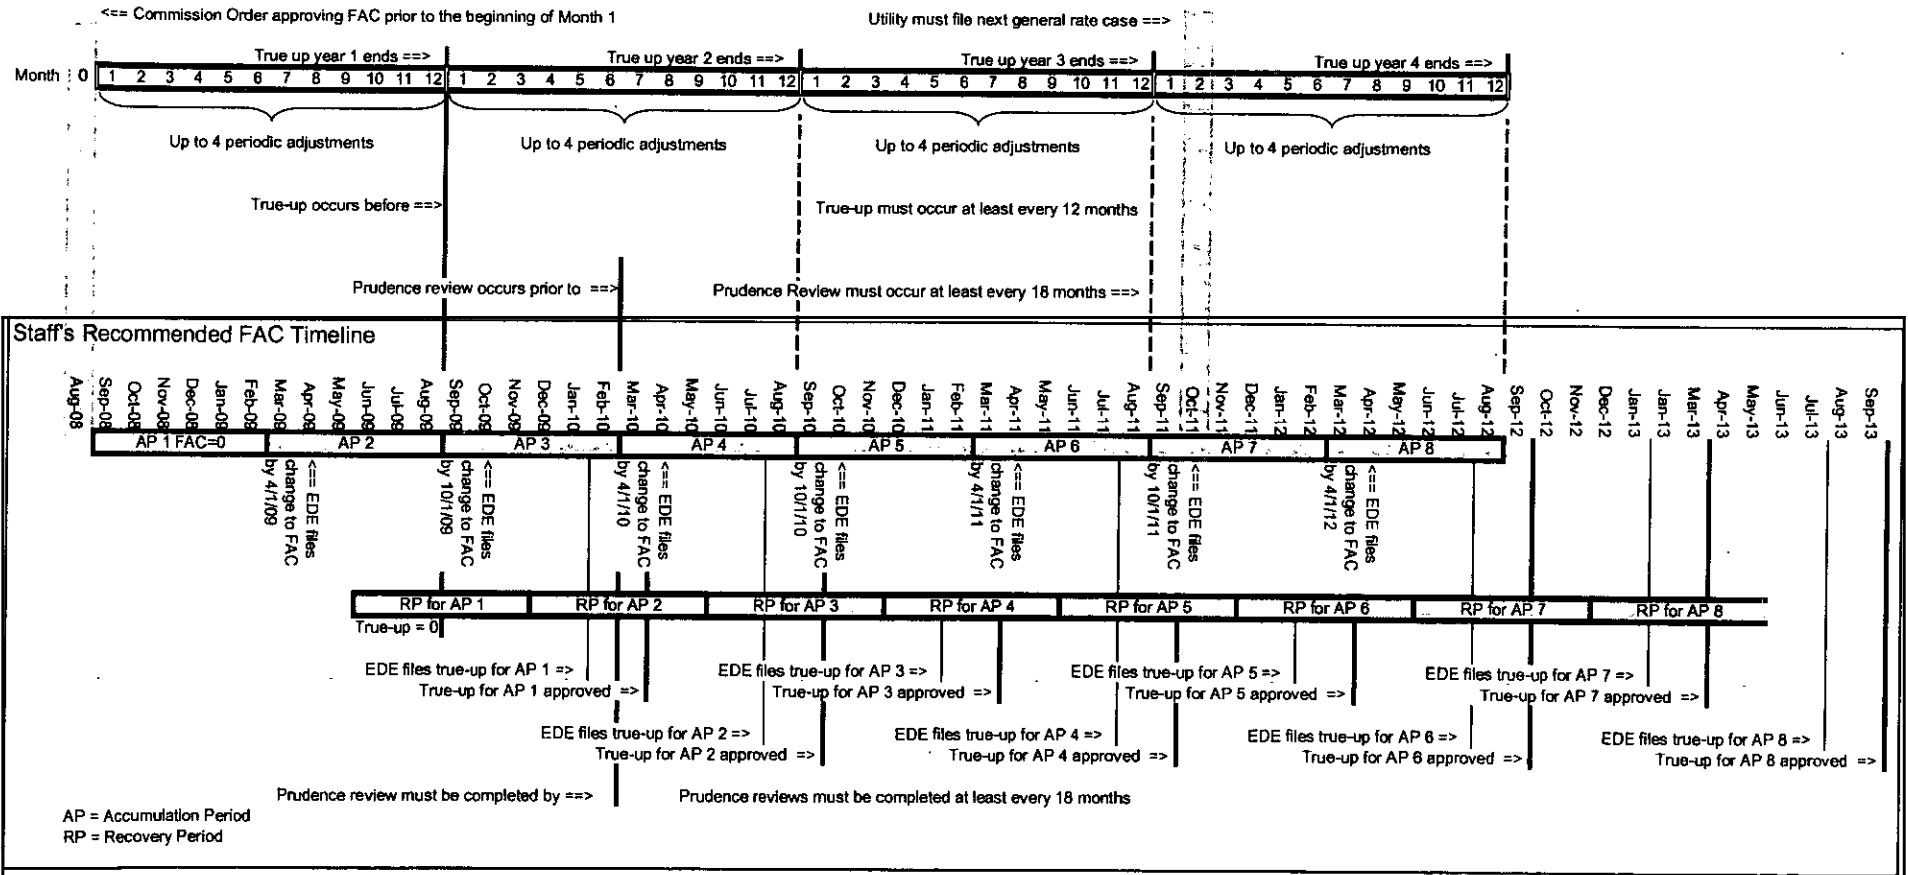 <=== Commission Order approving FAC prior to the beginning of Month 1
Utility must file next general rate case ===>
True up year 1 ends ==>
True up year 2 ends ==>
True up year 3 ends ==>
True up year 4 ends ==>
Month 0 1 2 3 4 5 6 7 8 9 10 11 12 1 2 3 4 5 6 7 8 9 10 11 12 1 2 3 4 5 6 7 8 9 10 11 12 1 2 3 4 5 6 7 8 9 10 11 12
Up to 4 periodic adjustments
Up to 4 periodic adjustments
Up to 4 periodic adjustments
Up to 4 periodic adjustments
True-up occurs before ==>
True-up must occur at least every 12 months
Prudence review occurs prior to ==>
Prudence Review must occur at least every 18 months ==>
Staff's Recommended FAC Timeline
Aug-08
Sep-08
Oct-08
Nov-08
Dec-08
Jan-09
Feb-09
Mar-09
Apr-09
May-09
Jun-09
Jul-09
Aug-09
Sep-09
Oct-09
Nov-09
Dec-09
Jan-10
Feb-10
Mar-10
Apr-10
May-10
Jun-10
Jul-10
Aug-10
Sep-10
Oct-10
Nov-10
Dec-10
Jan-11
Feb-11
Mar-11
Apr-11
May-11
Jun-11
Jul-11
Aug-11
Sep-11
Oct-11
Nov-11
Dec-11
Jan-12
Feb-12
Mar-12
Apr-12
May-12
Jun-12
Jul-12
Aug-12
Sep-12
Oct-12
Nov-12
Dec-12
Jan-13
Jan-13
Mar-13
Apr-13
May-13
Jun-13
Jul-13
Aug-13
Sep-13
AP 1 FAC=0
AP 2
AP 3
AP 4
AP 5
AP 6
AP 7
AP 8
<=== EDE files
change to FAC
by 4/1/09
<=== EDE files
change to FAC
by 10/1/09
<=== EDE files
change to FAC
by 4/1/10
<=== EDE files
change to FAC
by 10/1/10
<=== EDE files
change to FAC
by 4/1/11
<=== EDE files
change to FAC
by 10/1/11
<=== EDE files
change to FAC
by 4/1/12
RP for AP 1
RP for AP 2
RP for AP 3
RP for AP 4
RP for AP 5
RP for AP 6
RP for AP 7
RP for AP 8
True-up = 0
EDE files true-up for AP 1 =>
True-up for AP 1 approved =>
EDE files true-up for AP 3 =>
True-up for AP 3 approved =>
EDE files true-up for AP 5 =>
True-up for AP 5 approved =>
EDE files true-up for AP 7 =>
True-up for AP 7 approved =>
EDE files true-up for AP 2 =>
True-up for AP 2 approved =>
EDE files true-up for AP 4 =>
True-up for AP 4 approved =>
EDE files true-up for AP 6 =>
True-up for AP 6 approved =>
EDE files true-up for AP 8 =>
True-up for AP 8 approved =>
Prudence review must be completed by ==>
Prudence reviews must be completed at least every 18 months
AP = Accumulation Period
RP = Recovery Period